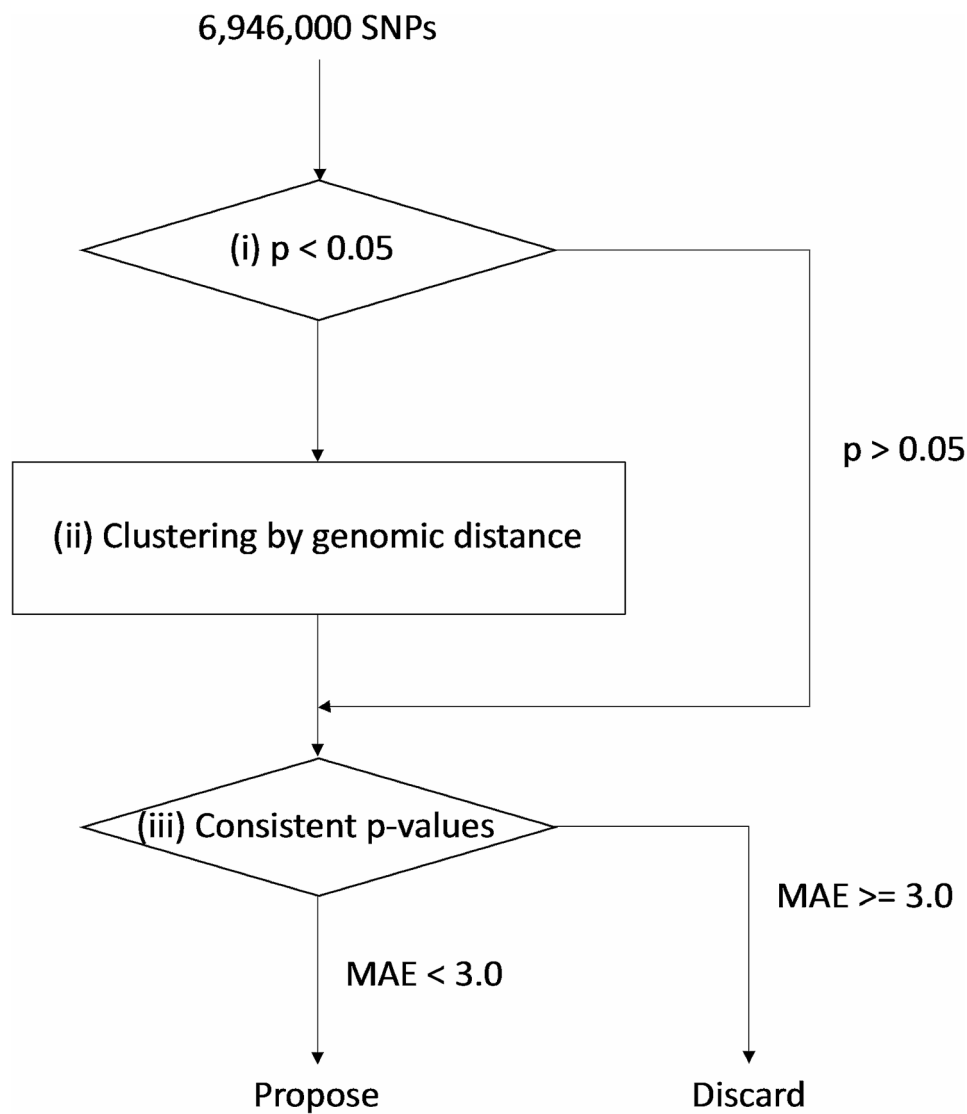 6,946,000 SNPs
(i) p < 0.05
p > 0.05
(ii) Clustering by genomic distance
(iii) Consistent p-values
MAE >= 3.0
MAE < 3.0
Propose
Discard